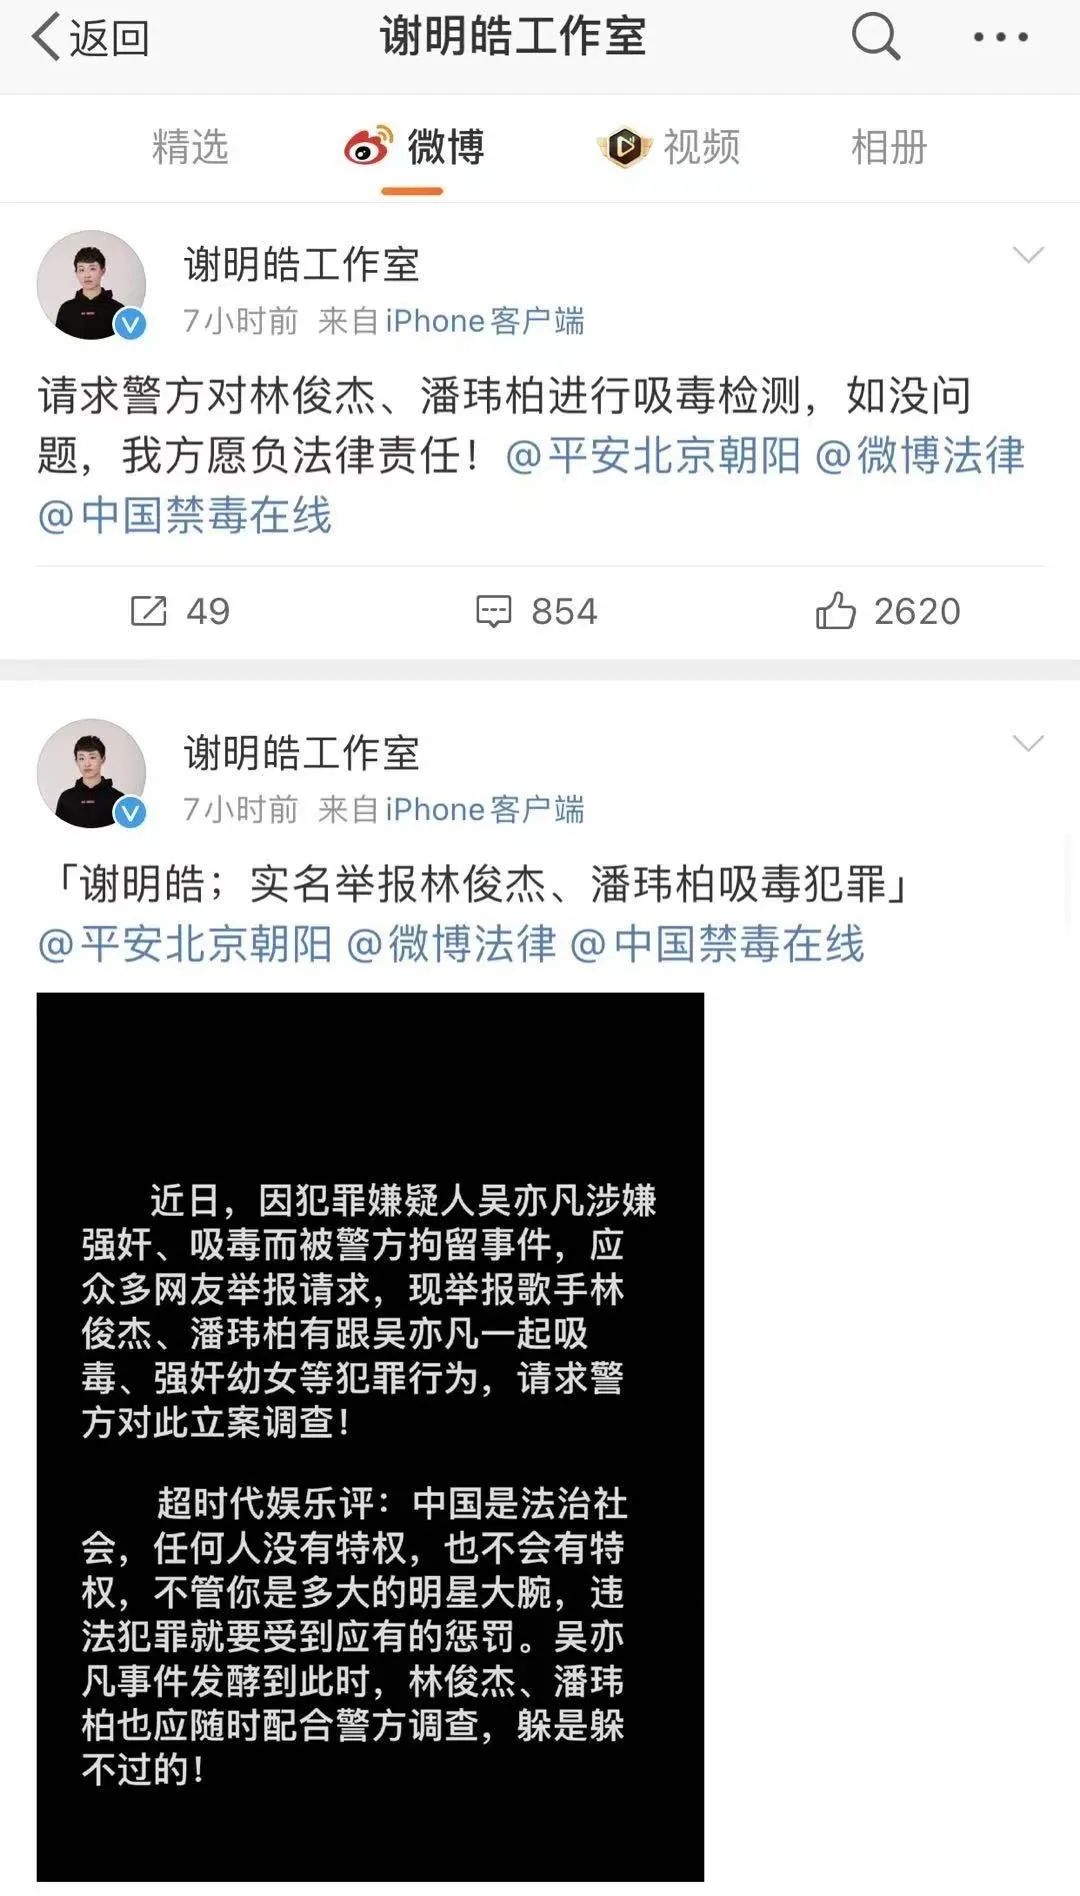 返回
谢明皓工作室
精选
微博
视频
相册
谢明皓工作室
7小时前 来自iPhone客户端
请求警方对林俊杰、潘玮柏进行吸毒检测，如没问
题，我方愿负法律责任！@平安北京朝阳 @微博法律
@中国禁毒在线
49
854
2620
谢明皓工作室
7小时前 来自iPhone客户端
「谢明皓；实名举报林俊杰、潘玮柏吸毒犯罪」
@平安北京朝阳 @微博法律 @中国禁毒在线
近日，因犯罪嫌疑人吴亦凡涉嫌
强奸、吸毒而被警方拘留事件，应
众多网友举报请求，现举报歌手林
俊杰、潘玮柏有跟吴亦凡一起吸
毒、强奸幼女等犯罪行为，请求警
方对此立案调查！
超时代娱乐评：中国是法治社
会，任何人没有特权，也不会有特
权，不管你是多大的明星大腕，违
法犯罪就要受到应有的惩罚。吴亦
凡事件发酵到此时，林俊杰、潘玮
柏也应随时配合警方调查，躲是躲
不过的！